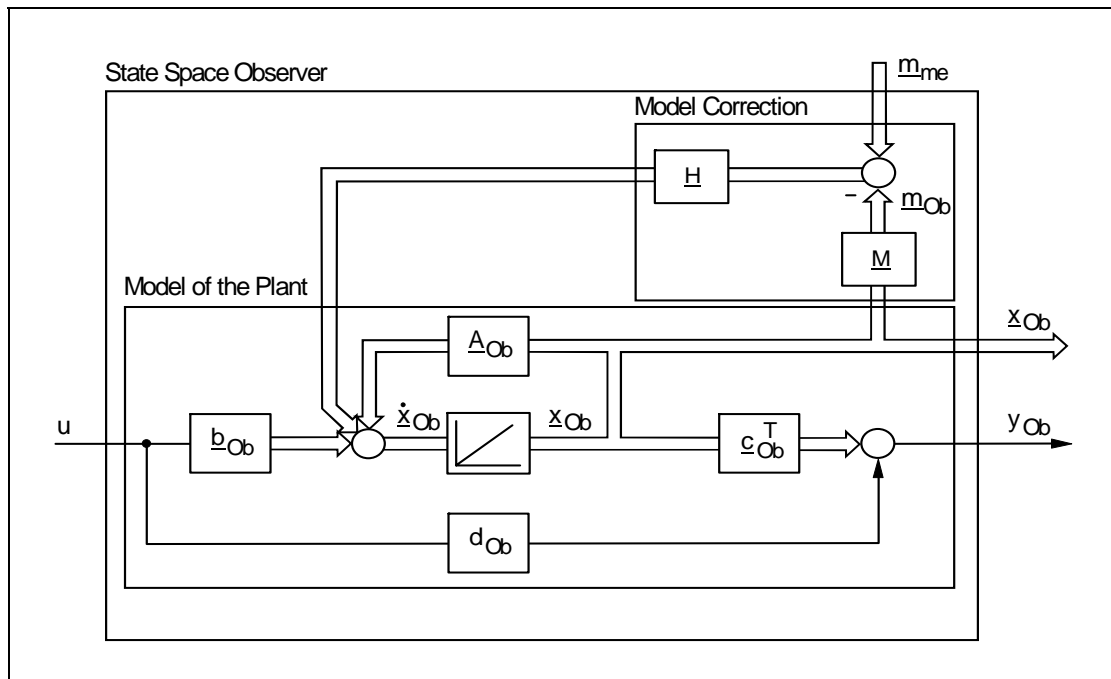 m_me
State Space Observer
Model Correction
H
−
m_Ob
M
Model of the Plant
x_Ob
A_Ob
u
b_Ob
ẋ_Ob
x_Ob
c_Ob^T
y_Ob
d_Ob